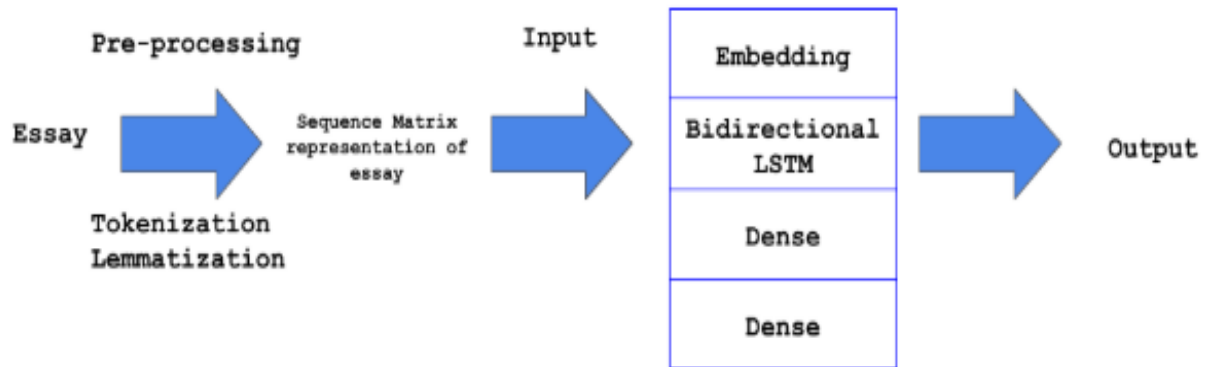 Pre-processing
Essay
Tokenization
Lemmatization
Sequence Matrix
representation of
essay
Input
Embedding
Bidirectional
LSTM
Dense
Dense
Output